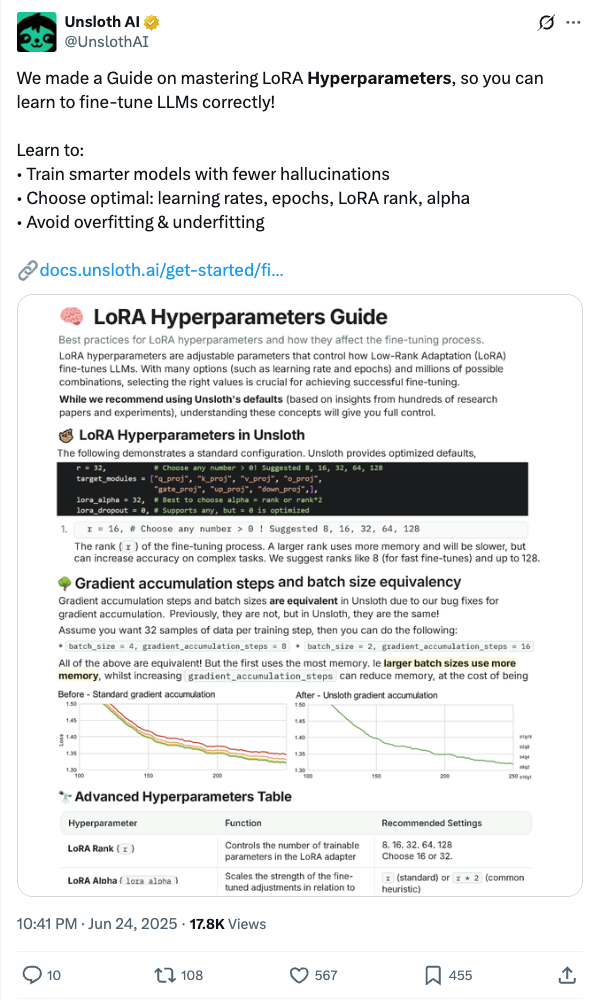 Unsloth AI
@UnslothAI
We made a Guide on mastering LoRA Hyperparameters, so you can
learn to fine-tune LLMs correctly!
Learn to:
• Train smarter models with fewer hallucinations
• Choose optimal: learning rates, epochs, LoRA rank, alpha
• Avoid overfitting & underfitting
docs.unsloth.ai/get-started/fi...
LoRA Hyperparameters Guide
Best practices for LoRA hyperparameters and how they affect the fine-tuning process.
LoRA hyperparameters are adjustable parameters that control how Low-Rank Adaptation (LoRA)
fine-tunes LLMs. With many options (such as learning rate and epochs) and millions of possible
combinations, selecting the right values is crucial for achieving successful fine-tuning.
While we recommend using Unsloth's defaults (based on insights from hundreds of research
papers and experiments), understanding these concepts will give you full control.
LoRA Hyperparameters in Unsloth
The following demonstrates a standard configuration. Unsloth provides optimized defaults,
r = 32, # Choose any number > 0! Suggested 8, 16, 32, 64, 128
target_modules = ["q_proj", "k_proj", "v_proj", "o_proj",
"gate_proj", "up_proj", "down_proj",],
lora_alpha = 32, # Best to choose alpha = rank or rank*2
lora_dropout = 0, # Supports any, but = 0 is optimized
1. r = 16, # Choose any number > 0 ! Suggested 8, 16, 32, 64, 128
The rank ( r ) of the fine-tuning process. A larger rank uses more memory and will be slower, but
can increase accuracy on complex tasks. We suggest ranks like 8 (for fast fine-tunes) and up to 128.
Gradient accumulation steps and batch size equivalency
Gradient accumulation steps and batch sizes are equivalent in Unsloth due to our bug fixes for
gradient accumulation. Previously, they are not, but in Unsloth, they are the same!
Assume you want 32 samples of data per training step, then you can do the following:
• batch_size = 4, gradient_accumulation_steps = 8 • batch_size = 2, gradient_accumulation_steps = 16
All of the above are equivalent! But the first uses the most memory. Ie larger batch sizes use more
memory, whilst increasing gradient_accumulation_steps can reduce memory, at the cost of being
Before - Standard gradient accumulation After - Unsloth gradient accumulation
1.50 1.50
1.45 1.45
1.40 1.40
1.35 1.35
1.30 1.30
Loss
100 150 200 100 150 200 250
Advanced Hyperparameters Table
Hyperparameter Function Recommended Settings
LoRA Rank ( r ) Controls the number of trainable 8, 16, 32, 64, 128
parameters in the LoRA adapter Choose 16 or 32.
LoRA Alpha ( lora_alpha ) Scales the strength of the fine- r (standard) or r * 2 (common
tuned adjustments in relation to heuristic)
10:41 PM · Jun 24, 2025 · 17.8K Views
10 108 567 455